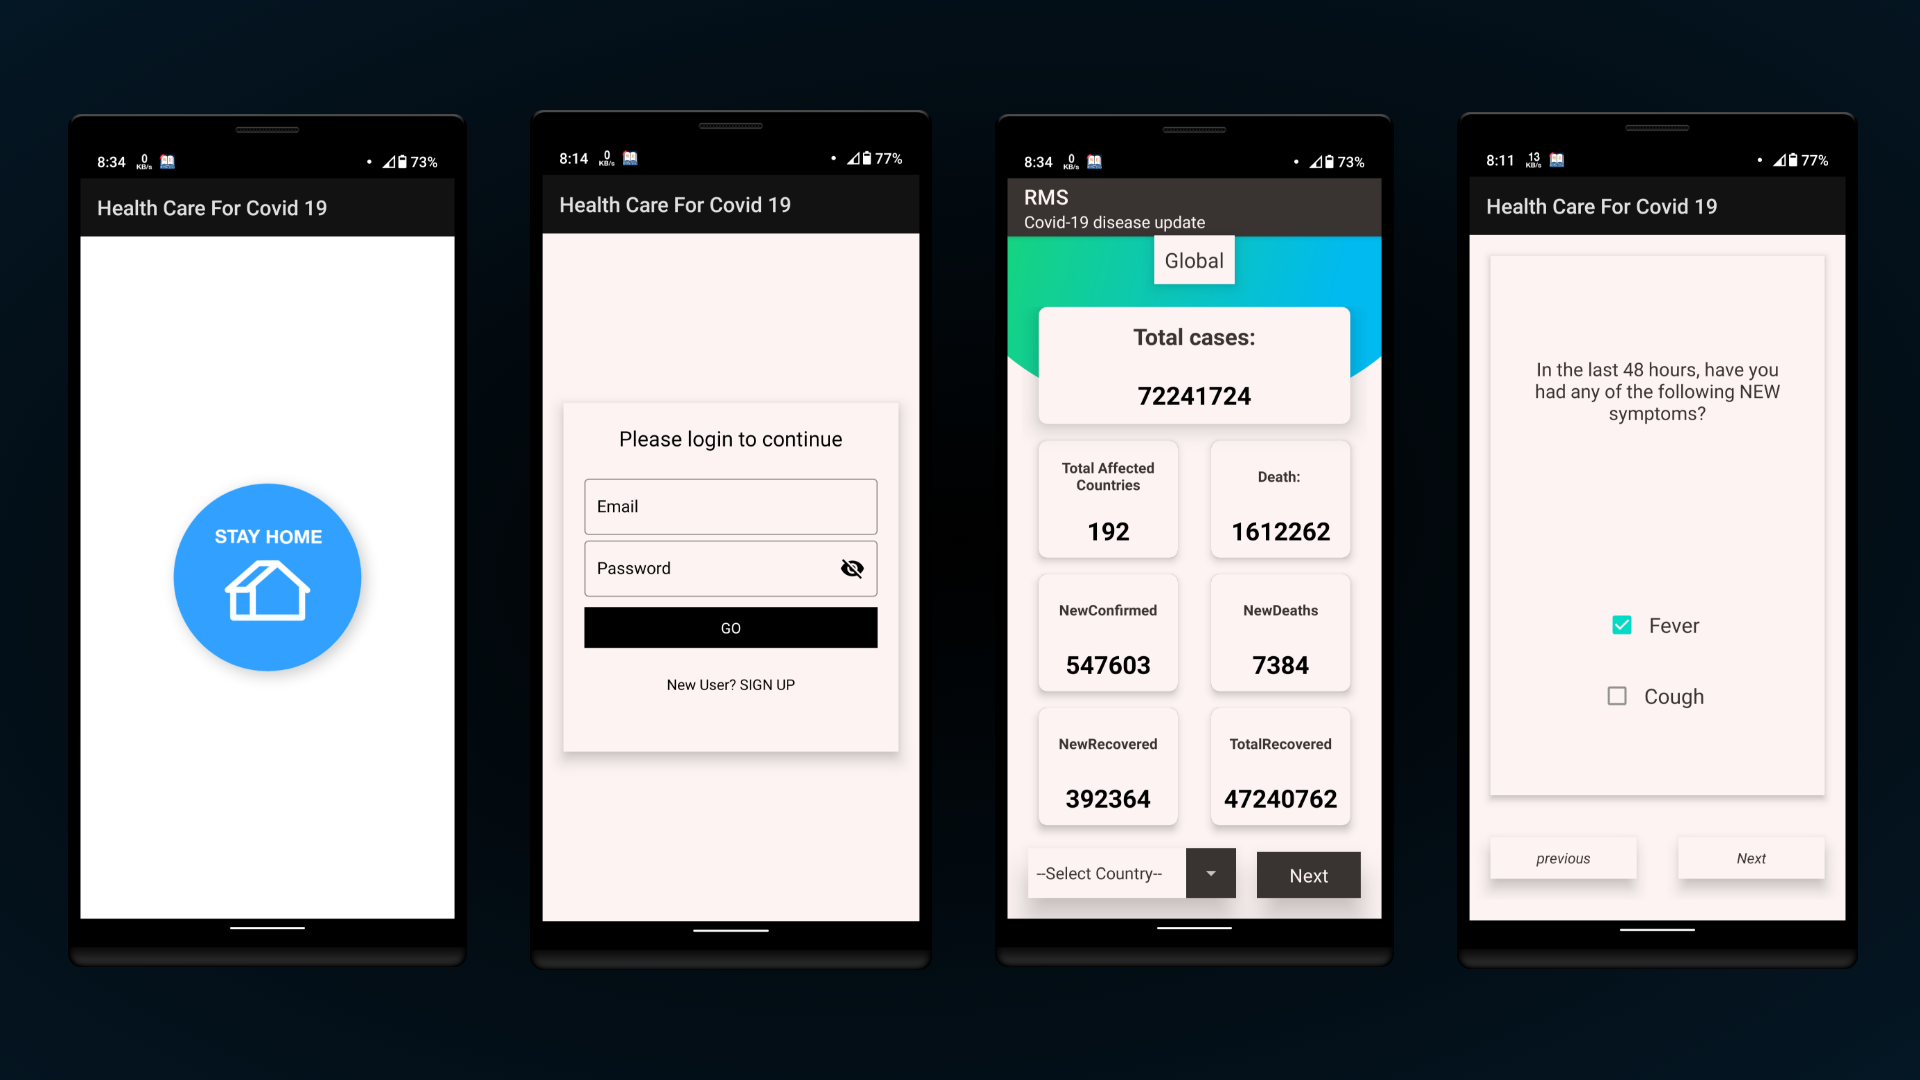 8:34 0 KB/s 73%
Health Care For Covid 19
STAY HOME
8:14 0 KB/s 77%
Health Care For Covid 19
Please login to continue
Email
Password
GO
New User? SIGN UP
8:34 0 KB/s 73%
RMS
Covid-19 disease update
Global
Total cases:
72241724
Total Affected
Countries
192
Death:
1612262
NewConfirmed
547603
NewDeaths
7384
NewRecovered
392364
TotalRecovered
47240762
--Select Country--
Next
8:11 13 KB/s 77%
Health Care For Covid 19
In the last 48 hours, have you
had any of the following NEW
symptoms?
Fever
Cough
previous
Next